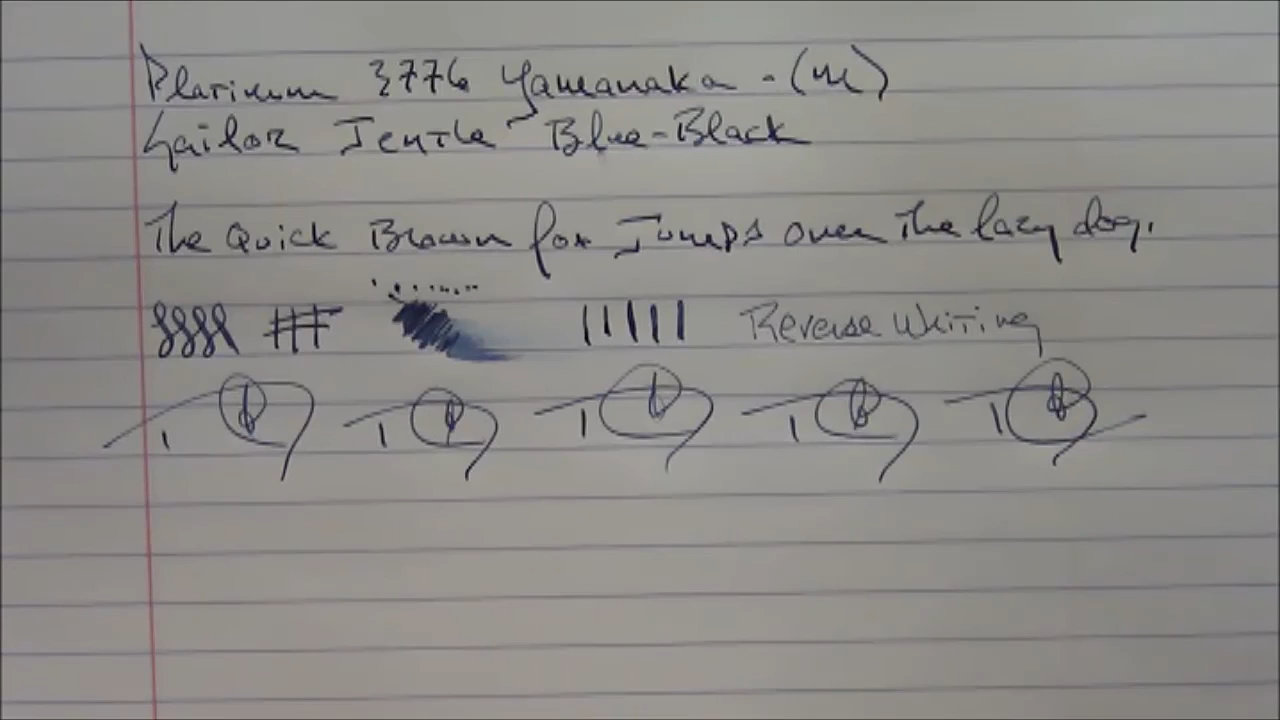 Platinum 3776 Yamanaka - (M)
Sailor Jentle Blue-Black
The Quick Brown fox Jumps over The lazy dog.
Reverse Writing